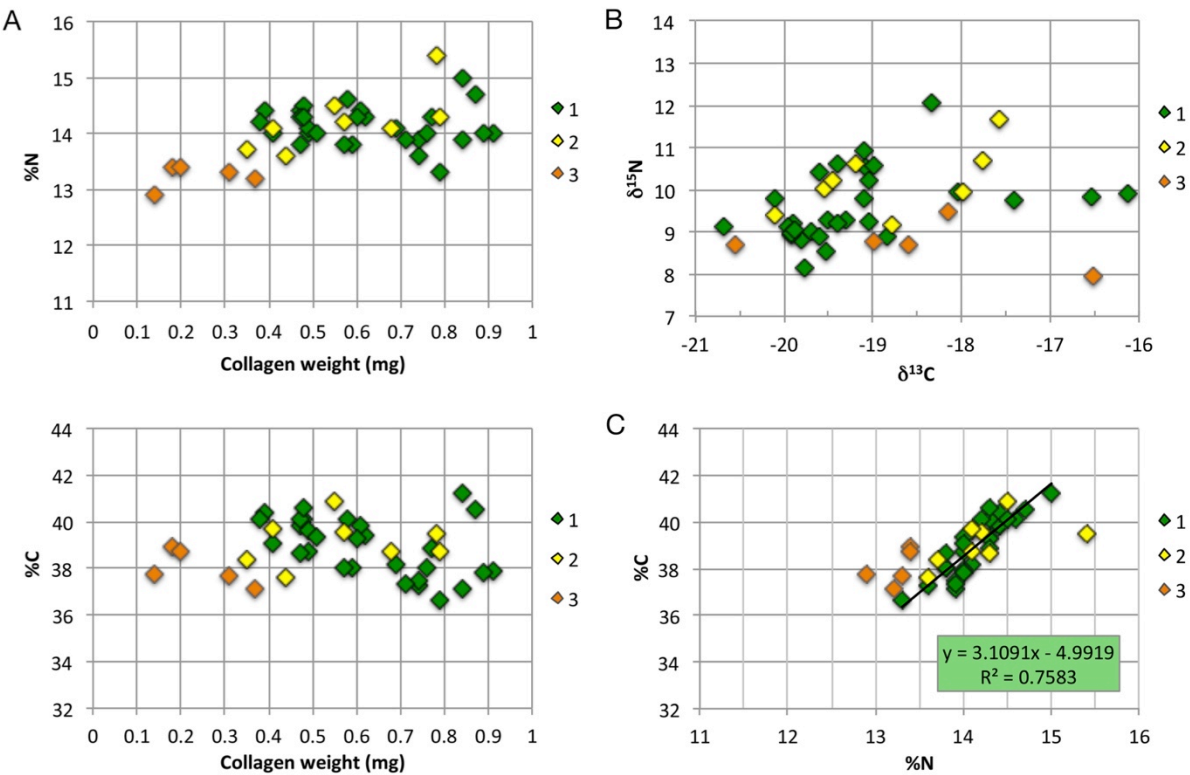 A
16
15
14
13
12
11
%N
0 0.1 0.2 0.3 0.4 0.5 0.6 0.7 0.8 0.9 1
Collagen weight (mg)
1
2
3
B
14
13
12
11
10
9
8
7
δ¹⁵N
-21 -20 -19 -18 -17 -16
δ¹³C
1
2
3
44
42
40
38
36
34
32
%C
0 0.1 0.2 0.3 0.4 0.5 0.6 0.7 0.8 0.9 1
Collagen weight (mg)
1
2
3
C
44
42
40
38
36
34
32
%C
y = 3.1091x - 4.9919
R² = 0.7583
11 12 13 14 15 16
%N
1
2
3